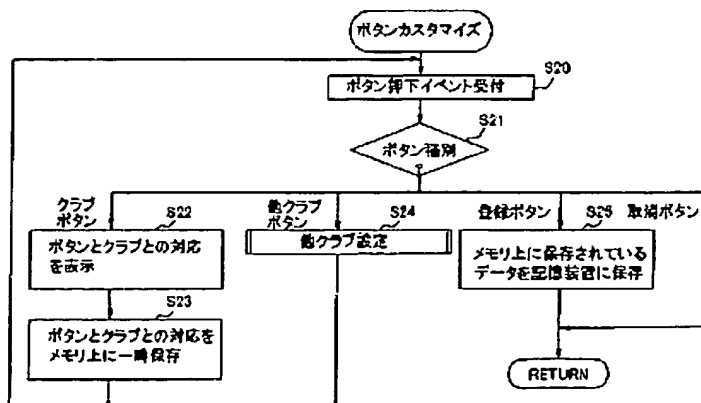 ボタンカスタマイズ
S20
ボタン押下イベント受付
S21
ボタン種別
クラブ
ボタン
S22
ボタンとクラブとの対応
を表示
S23
ボタンとクラブとの対応を
メモリ上に一時保存
他クラブ
ボタン
S24
他クラブ設定
登録ボタン
S25
メモリ上に保存されている
データを記憶装置に保存
取消ボタン
RETURN